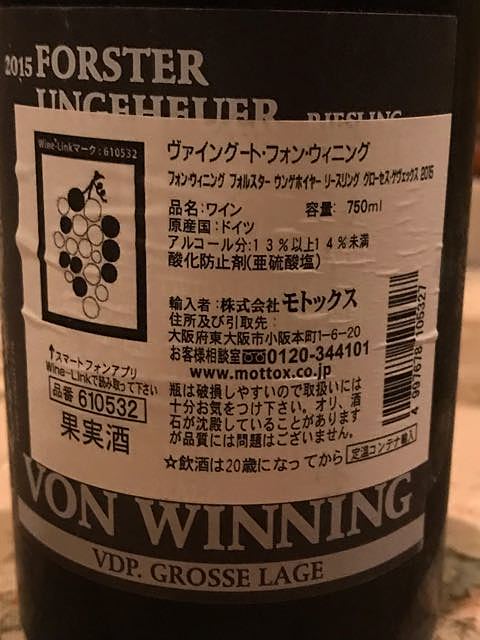 2015 FORSTER
UNGEHEUER RIESLING
Wine-Linkマーク:610532
ヴァイングート・フォン・ウィニング
フォン・ウィニング フォルスター ウンゲホイヤー リースリング グローセス・ゲヴェックス 2015
品名:ワイン 容量: 750ml
原産国:ドイツ
アルコール分:13%以上14%未満
酸化防止剤(亜硫酸塩)
輸入者:株式会社モトックス
住所及び引取先:
大阪府東大阪市小阪本町1-6-20
お客様相談室 0120-344101
www.mottox.co.jp
↑スマートフォンアプリ
Wine-Linkで読み取って下さい
品番 610532
果実酒
瓶は破損しやすいので取扱いには
十分お気をつけ下さい。オリ、酒
石が沈殿していることがあります
が品質には問題はございません。
☆飲酒は20歳になってから 定温コンテナ輸入
4 997678 105327
VON WINNING
VDP. GROSSE LAGE